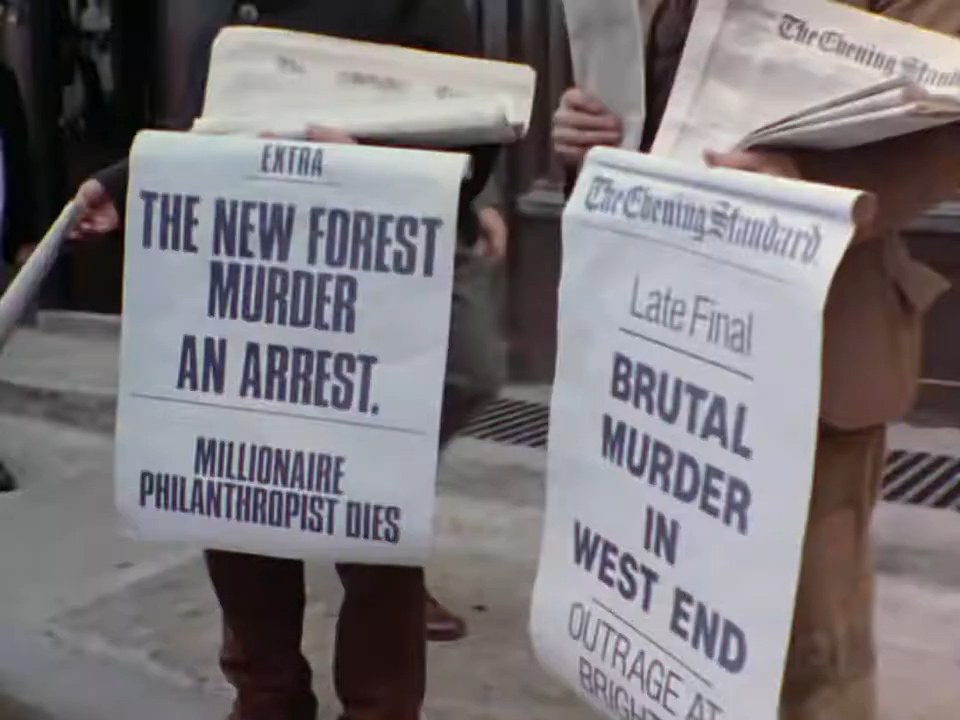 EXTRA
THE NEW FOREST
MURDER
AN ARREST.
MILLIONAIRE
PHILANTHROPIST DIES
The Evening
The Evening Standard
Late Final
BRUTAL
MURDER
IN
WEST END
OUTRAGE AT